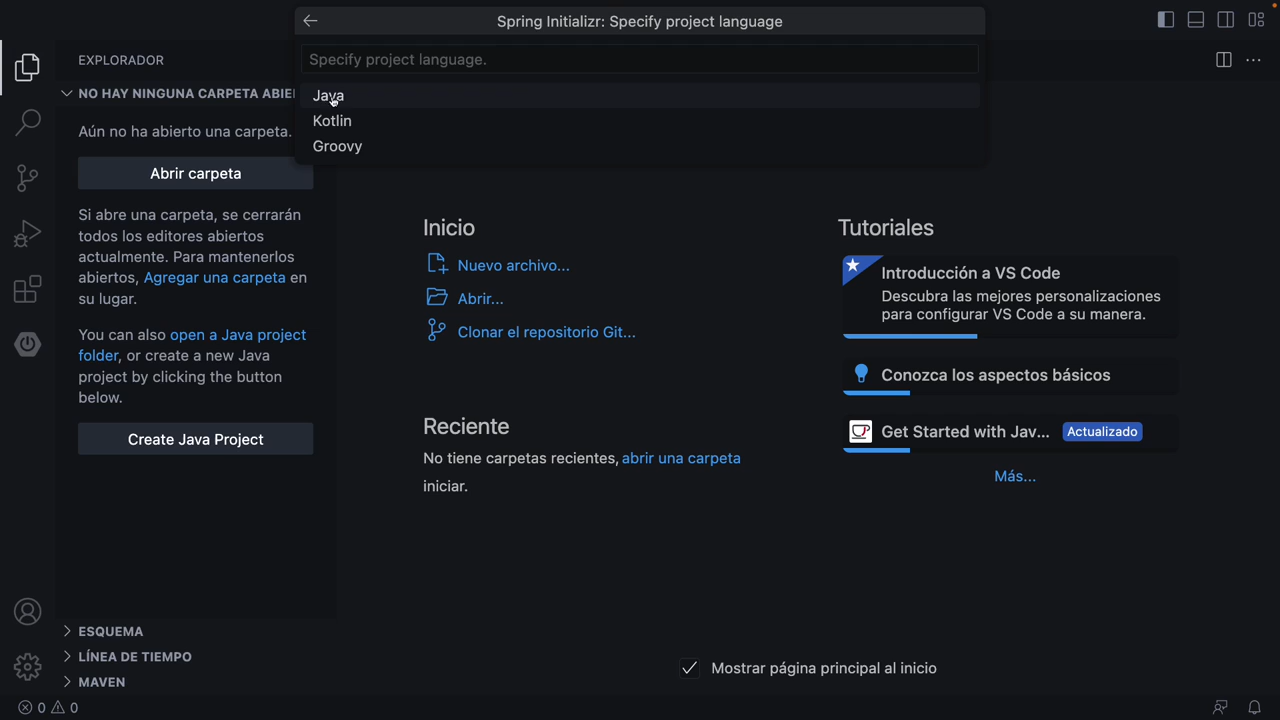 Spring Initializr: Specify project language
Specify project language.
Java
Kotlin
Groovy
EXPLORADOR
NO HAY NINGUNA CARPETA ABIE
Aún no ha abierto una carpeta.
Abrir carpeta
Si abre una carpeta, se cerrarán
todos los editores abiertos
actualmente. Para mantenerlos
abiertos, Agregar una carpeta en
su lugar.
You can also open a Java project
folder, or create a new Java
project by clicking the button
below.
Create Java Project
ESQUEMA
LÍNEA DE TIEMPO
MAVEN
Inicio
Nuevo archivo...
Abrir...
Clonar el repositorio Git...
Reciente
No tiene carpetas recientes, abrir una carpeta
iniciar.
Tutoriales
Introducción a VS Code
Descubra las mejores personalizaciones
para configurar VS Code a su manera.
Conozca los aspectos básicos
Get Started with Jav... Actualizado
Más...
Mostrar página principal al inicio
0 0